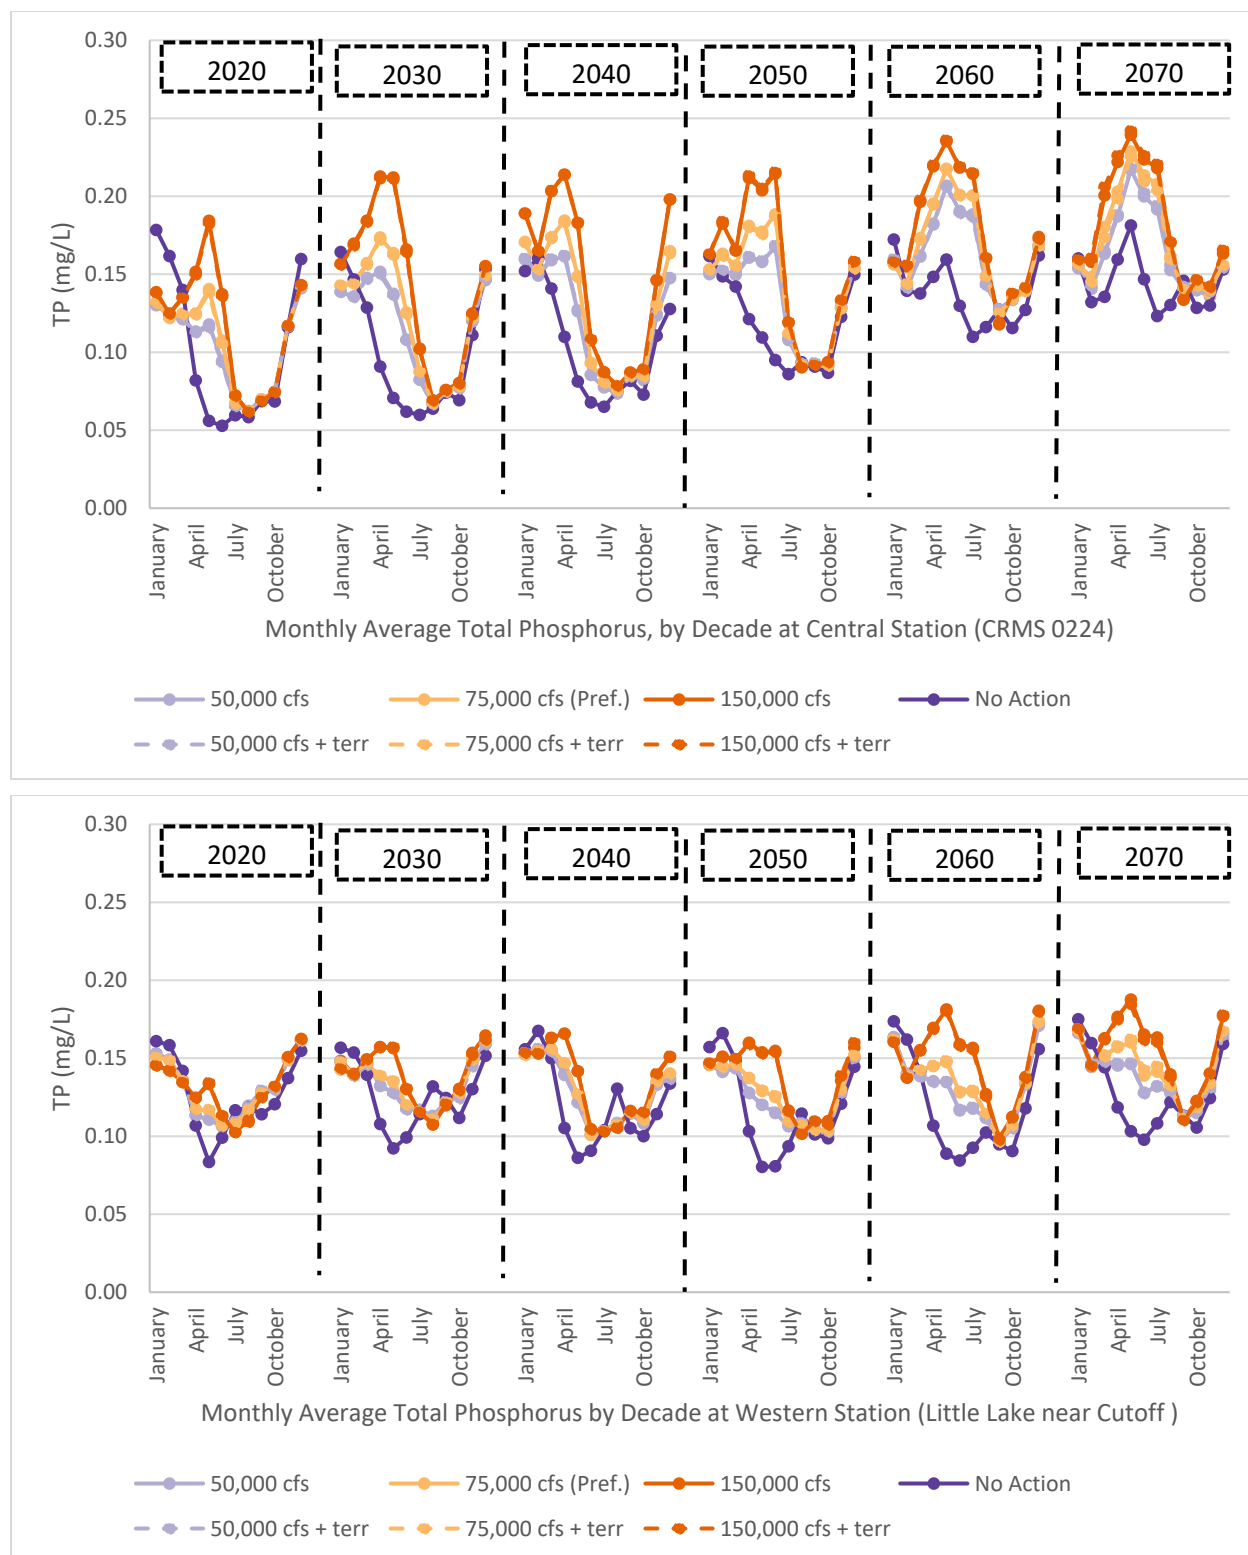 0.30
0.25
0.20
0.15
0.10
0.05
0.00
TP (mg/L)
2020
2030
2040
2050
2060
2070
January
April
July
October
January
April
July
October
January
April
July
October
January
April
July
October
January
April
July
October
January
April
July
October
Monthly Average Total Phosphorus, by Decade at Central Station (CRMS 0224)
50,000 cfs
75,000 cfs (Pref.)
150,000 cfs
No Action
50,000 cfs + terr
75,000 cfs + terr
150,000 cfs + terr
0.30
0.25
0.20
0.15
0.10
0.05
0.00
TP (mg/L)
2020
2030
2040
2050
2060
2070
January
April
July
October
January
April
July
October
January
April
July
October
January
April
July
October
January
April
July
October
January
April
July
October
Monthly Average Total Phosphorus by Decade at Western Station (Little Lake near Cutoff )
50,000 cfs
75,000 cfs (Pref.)
150,000 cfs
No Action
50,000 cfs + terr
75,000 cfs + terr
150,000 cfs + terr